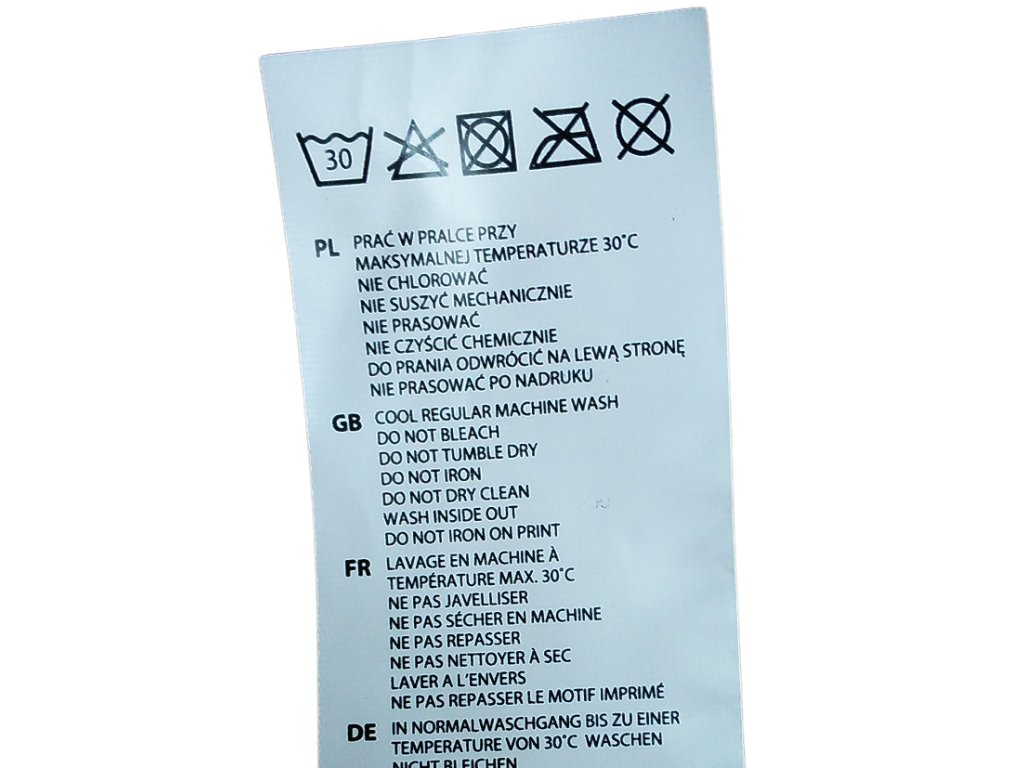 30
PL PRAĆ W PRALCE PRZY
MAKSYMALNEJ TEMPERATURZE 30°C
NIE CHLOROWAĆ
NIE SUSZYĆ MECHANICZNIE
NIE PRASOWAĆ
NIE CZYŚCIĆ CHEMICZNIE
DO PRANIA ODWRÓCIĆ NA LEWĄ STRONĘ
NIE PRASOWAĆ PO NADRUKU
GB COOL REGULAR MACHINE WASH
DO NOT BLEACH
DO NOT TUMBLE DRY
DO NOT IRON
DO NOT DRY CLEAN
WASH INSIDE OUT
DO NOT IRON ON PRINT
FR LAVAGE EN MACHINE À
TEMPÉRATURE MAX. 30°C
NE PAS JAVELLISER
NE PAS SÉCHER EN MACHINE
NE PAS REPASSER
NE PAS NETTOYER À SEC
LAVER A L'ENVERS
NE PAS REPASSER LE MOTIF IMPRIMÉ
DE IN NORMALWASCHGANG BIS ZU EINER
TEMPERATURE VON 30°C WASCHEN
NICHT BLEICHEN